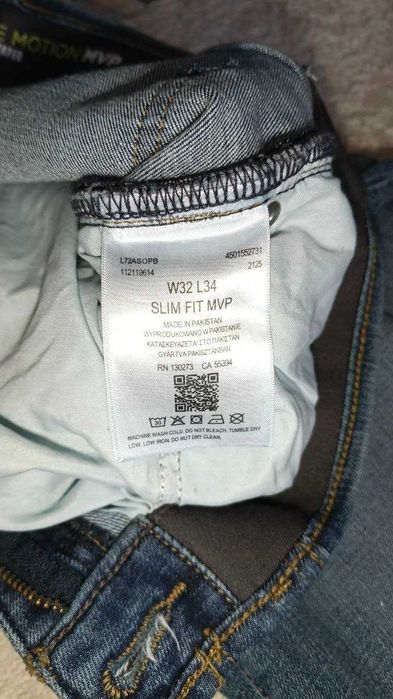 E MOTION MVP
L72ASOPB 4501552731
112119614 2125
W32 L34
SLIM FIT MVP
MADE IN PAKISTAN
WYPRODUKOWANO W PAKISTANIE
ΚΑΤΑΣΚΕΥΑΖΕΤΑΙ ΣΤΟ ΠΑΚΙΣΤΑΝ
GYÁRTVA PAKISZTÁNBAN
RN 130273 CA 55394
30
MACHINE WASH COLD. DO NOT BLEACH. TUMBLE DRY
LOW. LOW IRON. DO NOT DRY CLEAN.